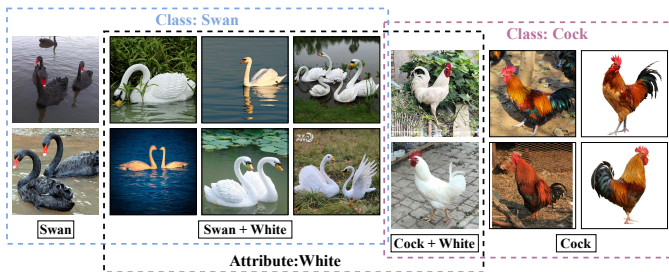 Class: Swan
Class: Cock
Swan
Swan + White
Cock + White
Cock
Attribute:White